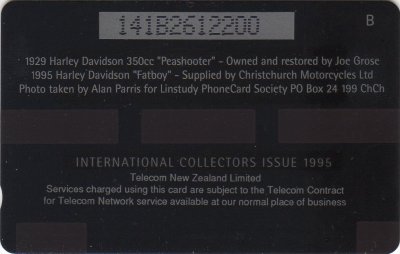 141B2612200
B
1929 Harley Davidson 350cc "Peashooter" - Owned and restored by Joe Grose
1995 Harley Davidson "Fatboy" - Supplied by Christchurch Motorcycles Ltd
Photo taken by Alan Parris for Linstudy PhoneCard Society PO Box 24 199 ChCh
INTERNATIONAL COLLECTORS ISSUE 1995
Telecom New Zealand Limited
Services charged using this card are subject to the Telecom Contract
for Telecom Network service available at our normal place of business